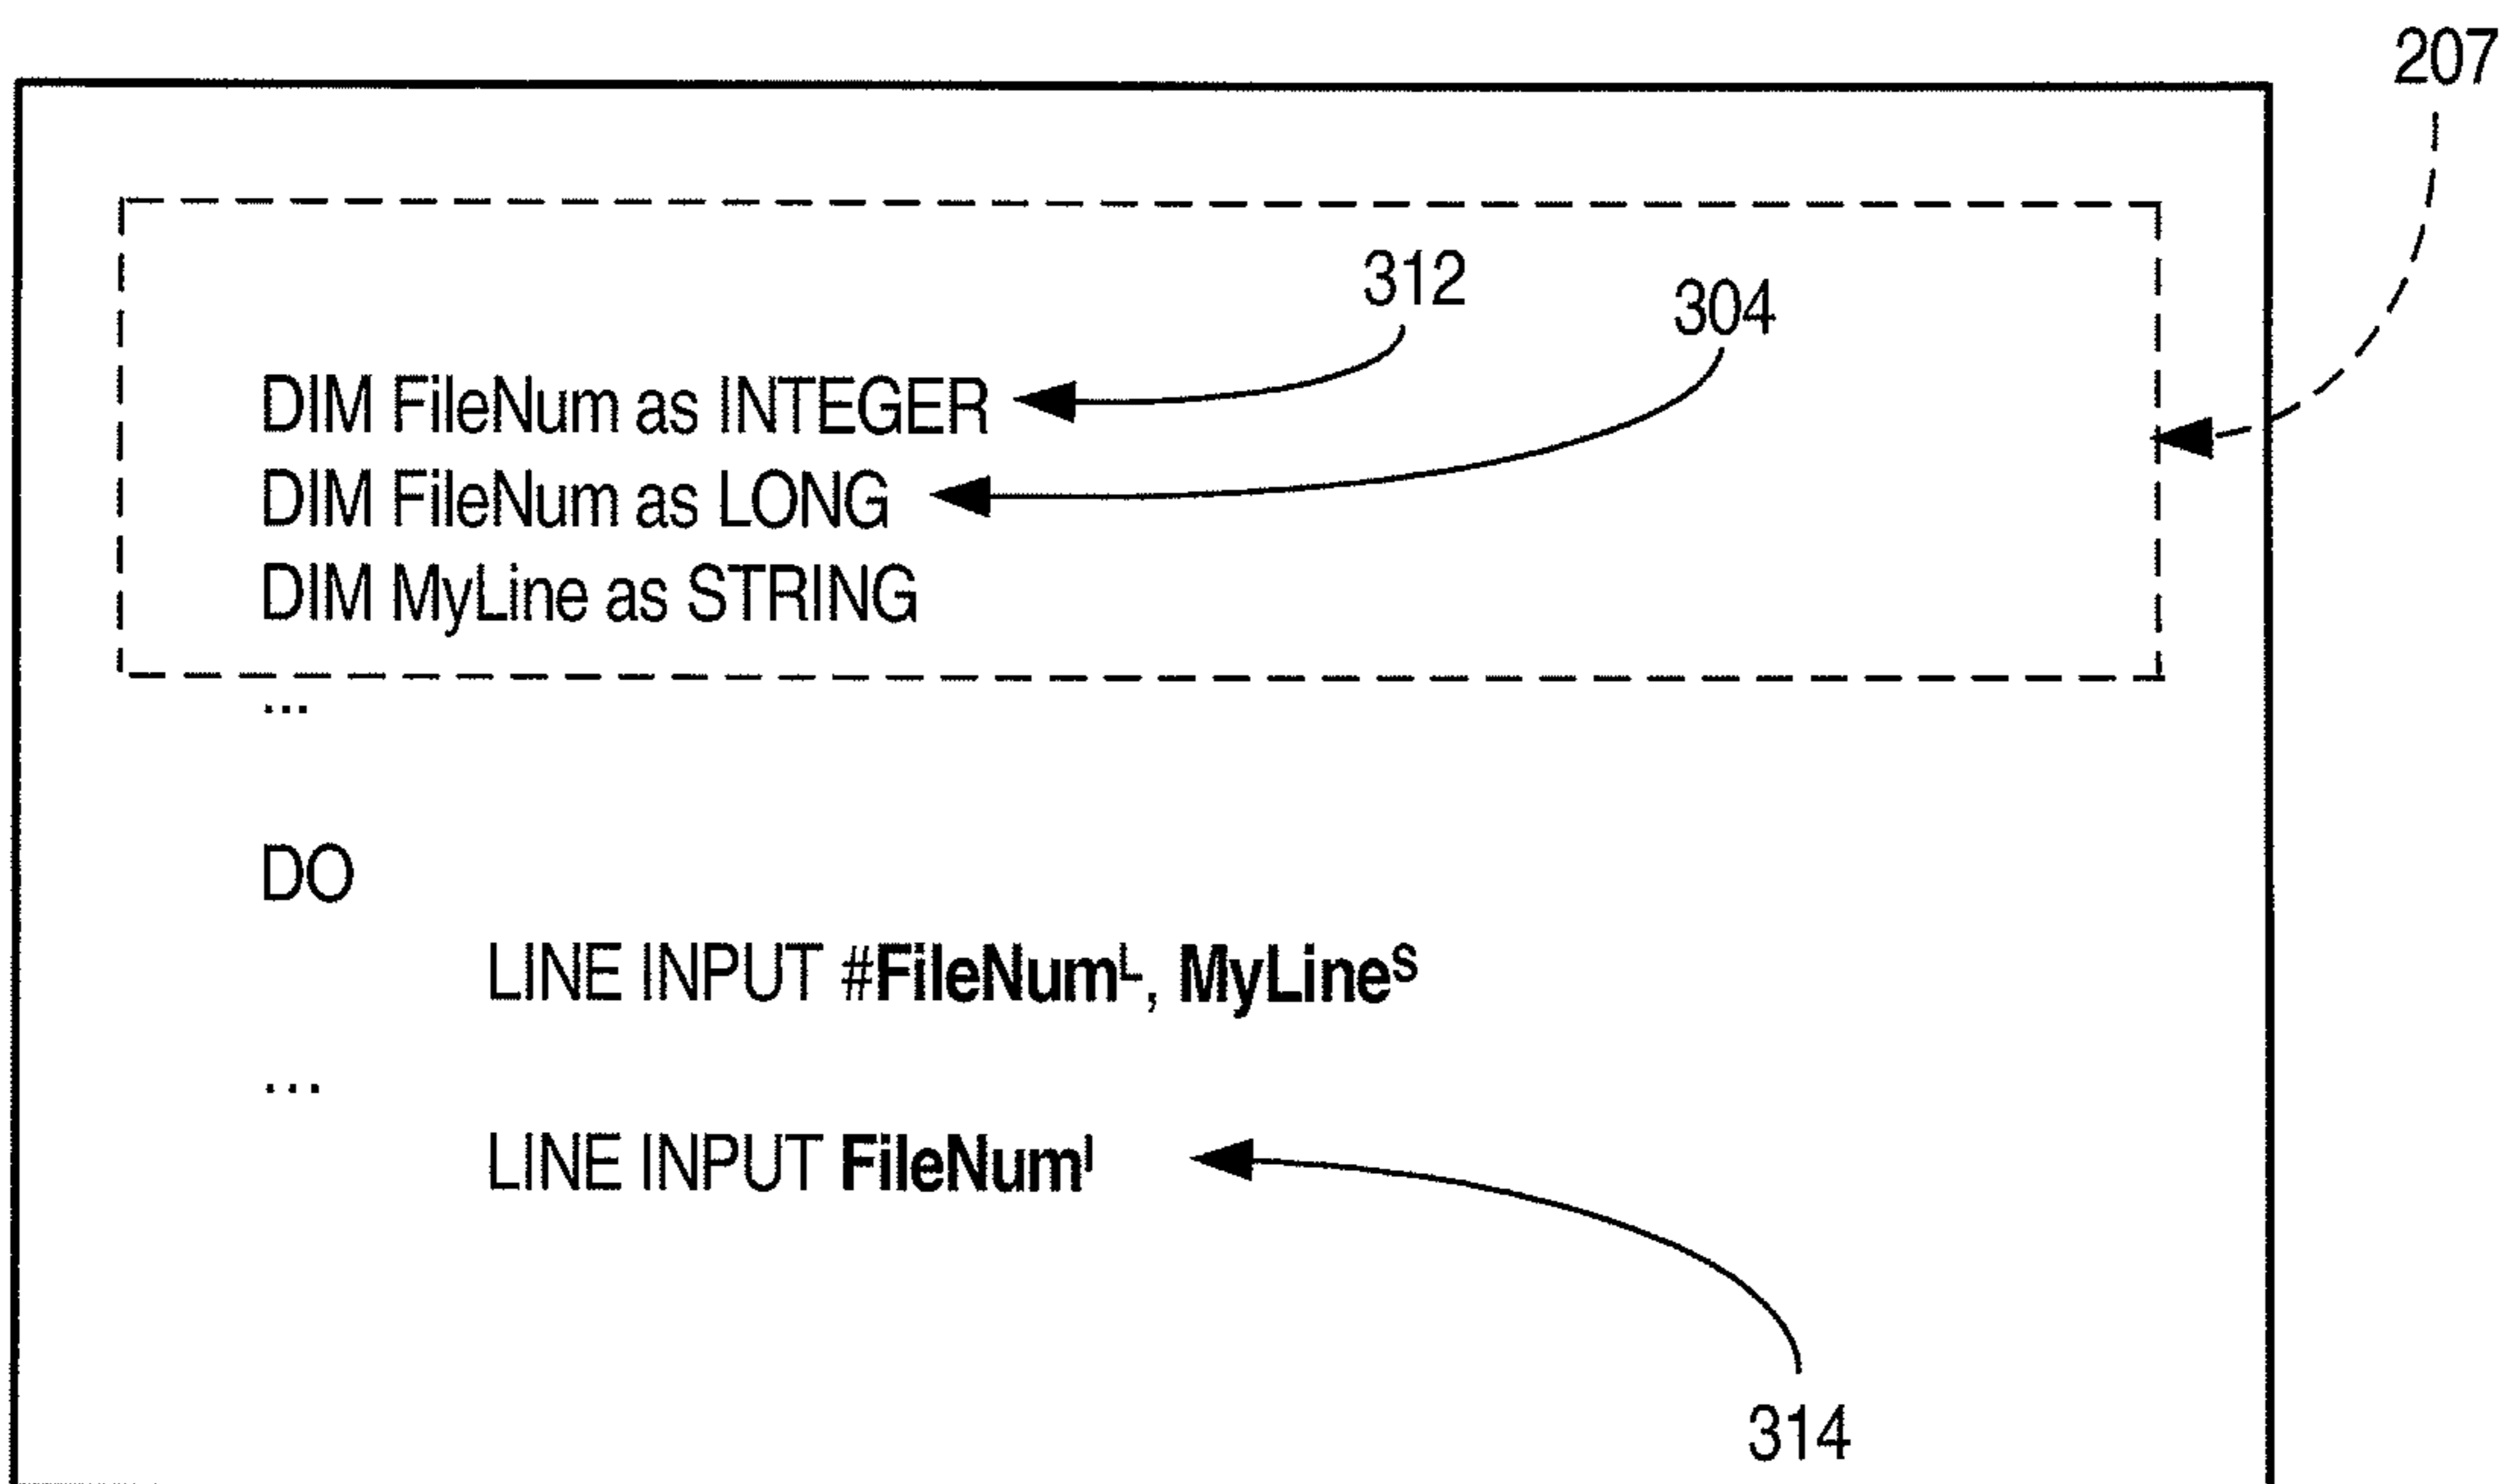 207
312
304
DIM FileNum as INTEGER
DIM FileNum as LONG
DIM MyLine as STRING
...
DO
LINE INPUT #FileNumᴸ, MyLineˢ
...
LINE INPUT FileNumᴵ
314